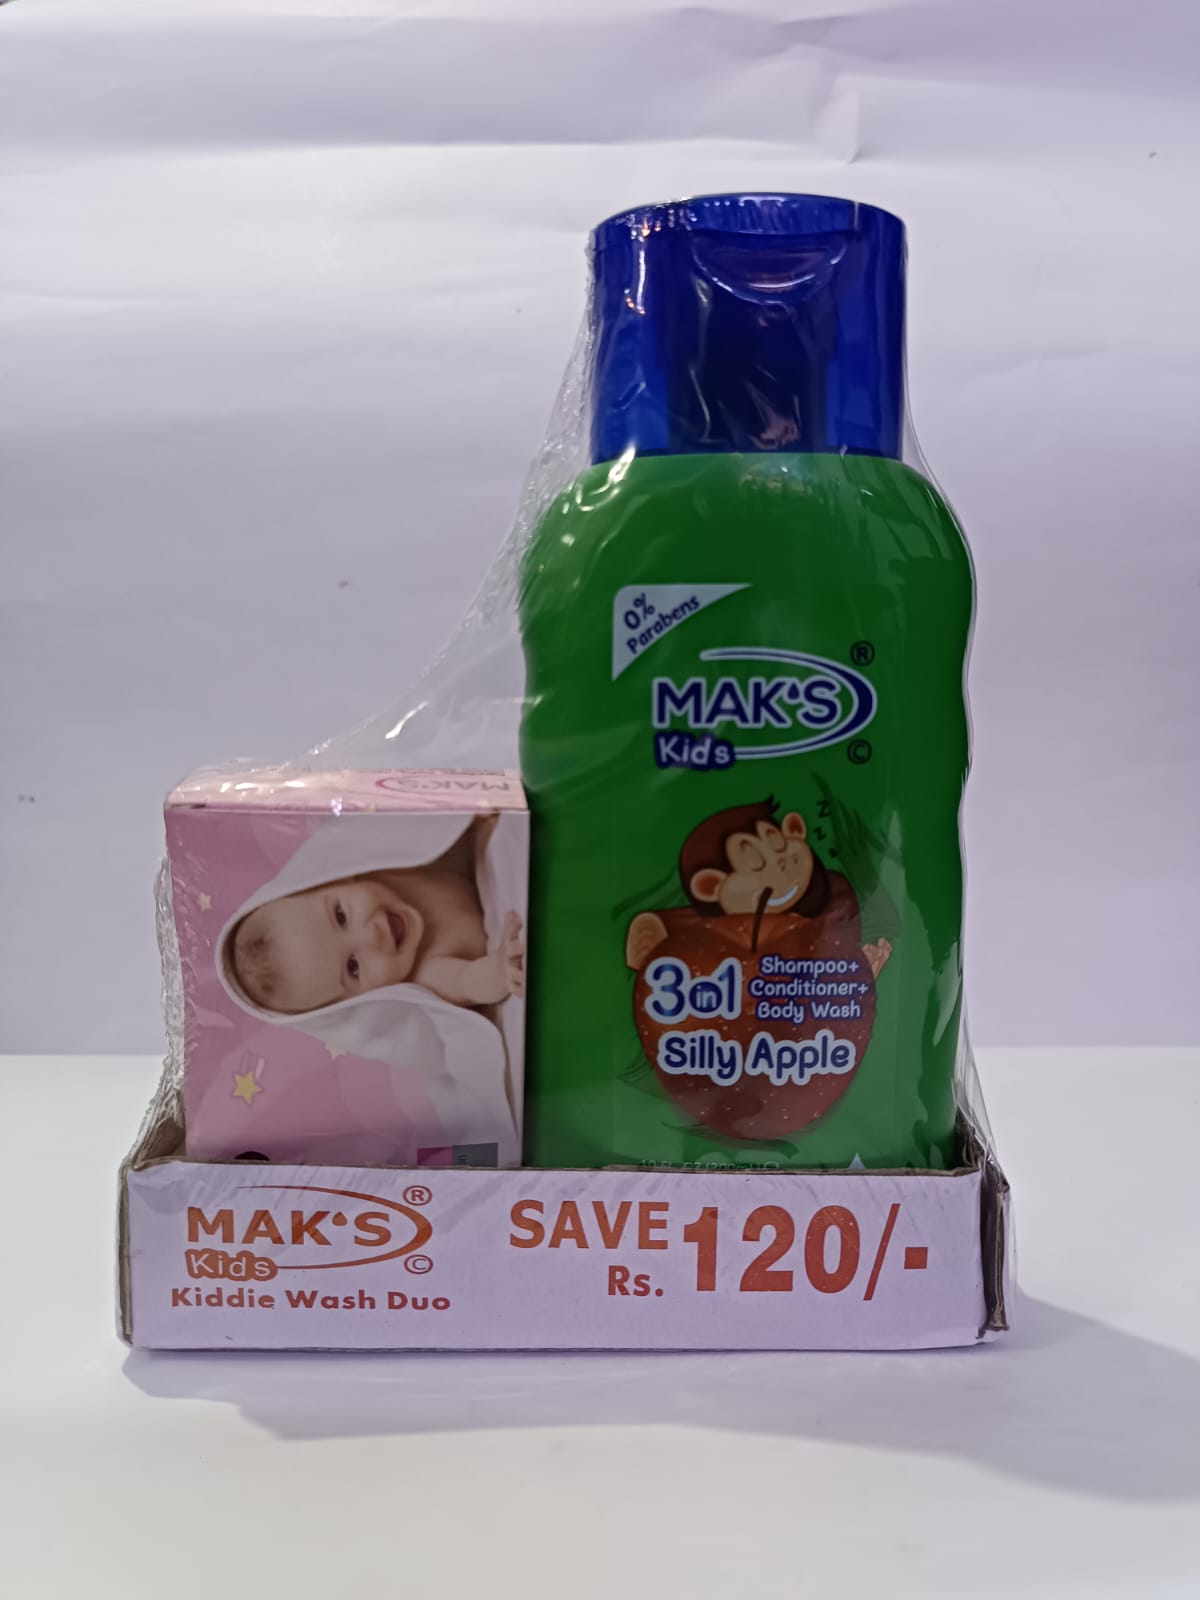 0%
Parabens
MAK'S ®
Kids ©
z z z
3in1
Shampoo+
Conditioner+
Body Wash
Silly Apple
MAK'S
MAK'S ®
Kids ©
Kiddie Wash Duo
SAVE
Rs. 120/-